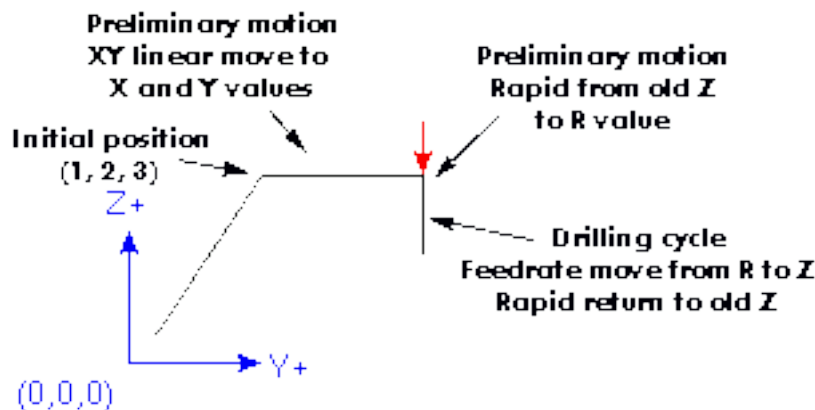 Preliminary motion
XY linear move to
X and Y values
Preliminary motion
Rapid from old Z
to R value
Initial position
(1, 2, 3)
Z+
Drilling cycle
Feedrate move from R to Z
Rapid return to old Z
Y+
(0,0,0)